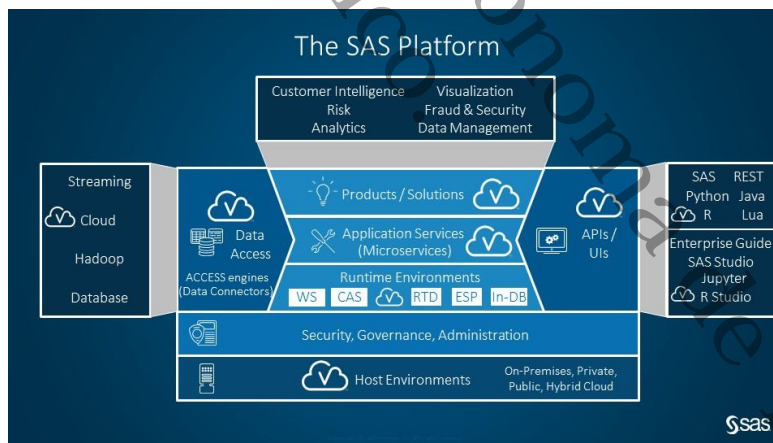 The SAS Platform
Customer Intelligence Visualization
Risk Fraud & Security
Analytics Data Management
Streaming
Cloud
Hadoop
Database
Data
Access
ACCESS engines
(Data Connectors)
Products / Solutions
Application Services
(Microservices)
Runtime Environments
WS CAS RTD ESP In-DB
APIs /
UIs
SAS REST
Python Java
R Lua
Enterprise Guide
SAS Studio
Jupyter
R Studio
Security, Governance, Administration
Host Environments
On-Premises, Private,
Public, Hybrid Cloud
sas